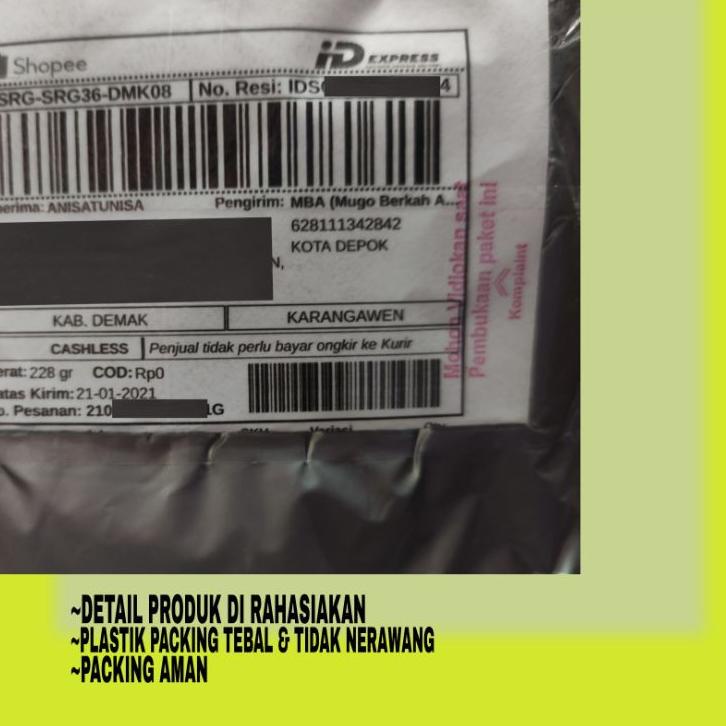 Shopee
iD EXPRESS
SRG-SRG36-DMK08
No. Resi: IDS 4
erima: ANISATUNISA
Pengirim: MBA (Mugo Berkah A...
628111342842
KOTA DEPOK
N,
KAB. DEMAK
KARANGAWEN
CASHLESS
Penjual tidak perlu bayar ongkir ke Kurir
erat: 228 gr COD: Rp0
atas Kirim: 21-01-2021
o. Pesanan: 210 1G
SKU Variasi Qty
Mohon Vidiokan saat
Pembukaan paket ini
Komplaint
~DETAIL PRODUK DI RAHASIAKAN
~PLASTIK PACKING TEBAL & TIDAK NERAWANG
~PACKING AMAN